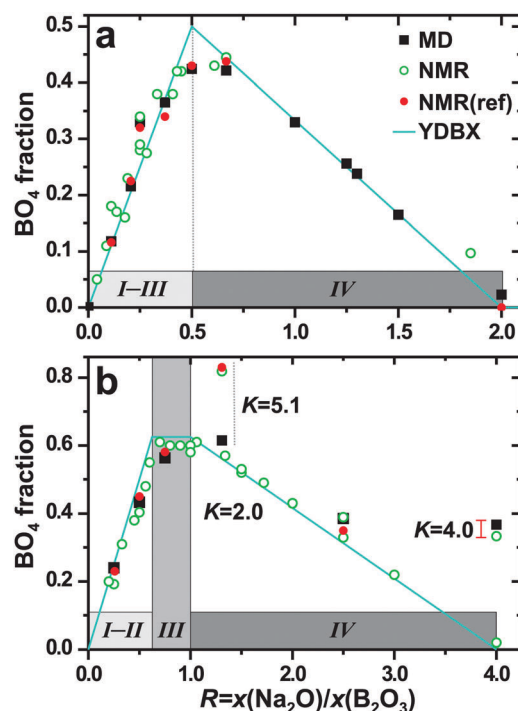 a
MD
NMR
NMR(ref)
YDBX
BO₄ fraction
0.5
0.4
0.3
0.2
0.1
0.0
I–III
IV
0.0 0.5 1.0 1.5 2.0
b
K=5.1
K=2.0
K=4.0
BO₄ fraction
0.8
0.6
0.4
0.2
0.0
I–II III IV
0.0 1.0 2.0 3.0 4.0
R=x(Na₂O)/x(B₂O₃)